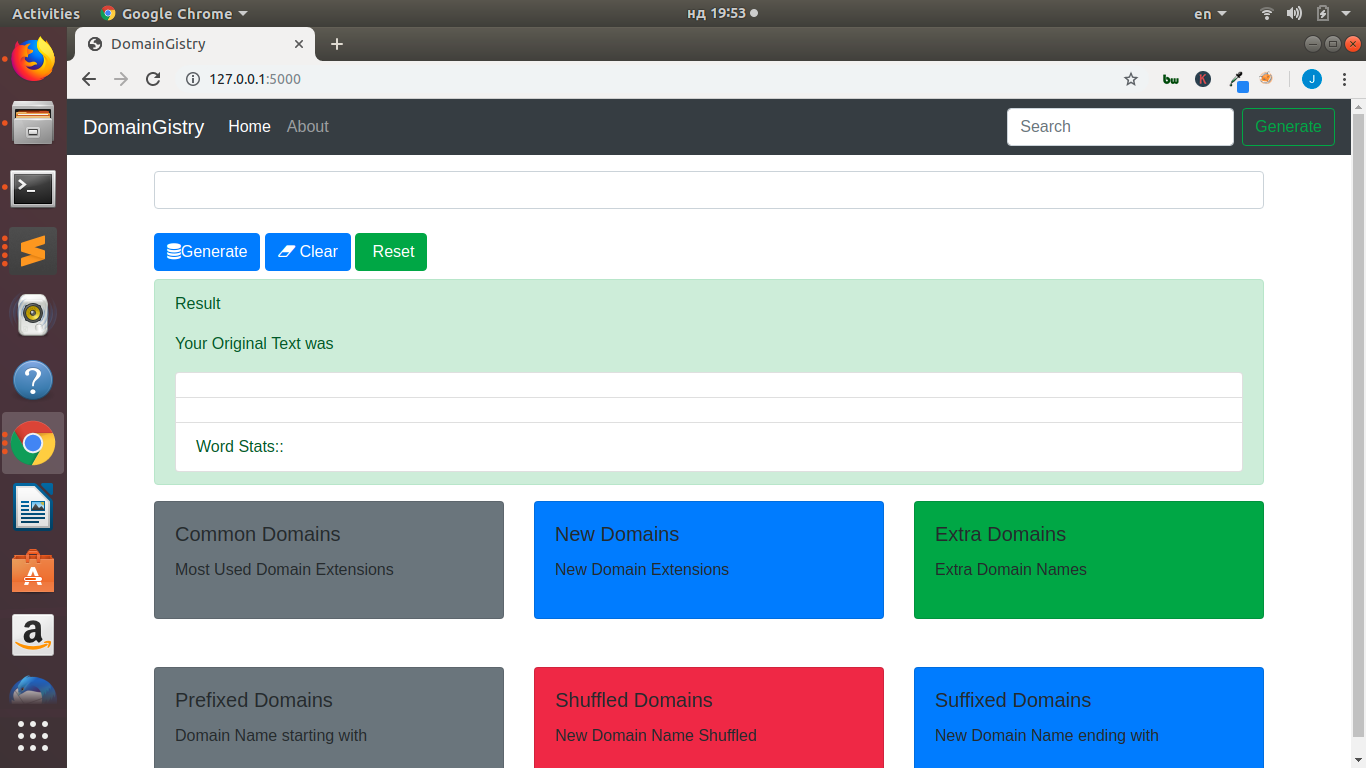 Activities Google Chrome нд 19:53 en
DomainGistry
127.0.0.1:5000 bw K J
DomainGistry Home About Search Generate
Generate Clear Reset
Result
Your Original Text was
Word Stats::
Common Domains New Domains Extra Domains
Most Used Domain Extensions New Domain Extensions Extra Domain Names
Prefixed Domains Shuffled Domains Suffixed Domains
Domain Name starting with New Domain Name Shuffled New Domain Name ending with